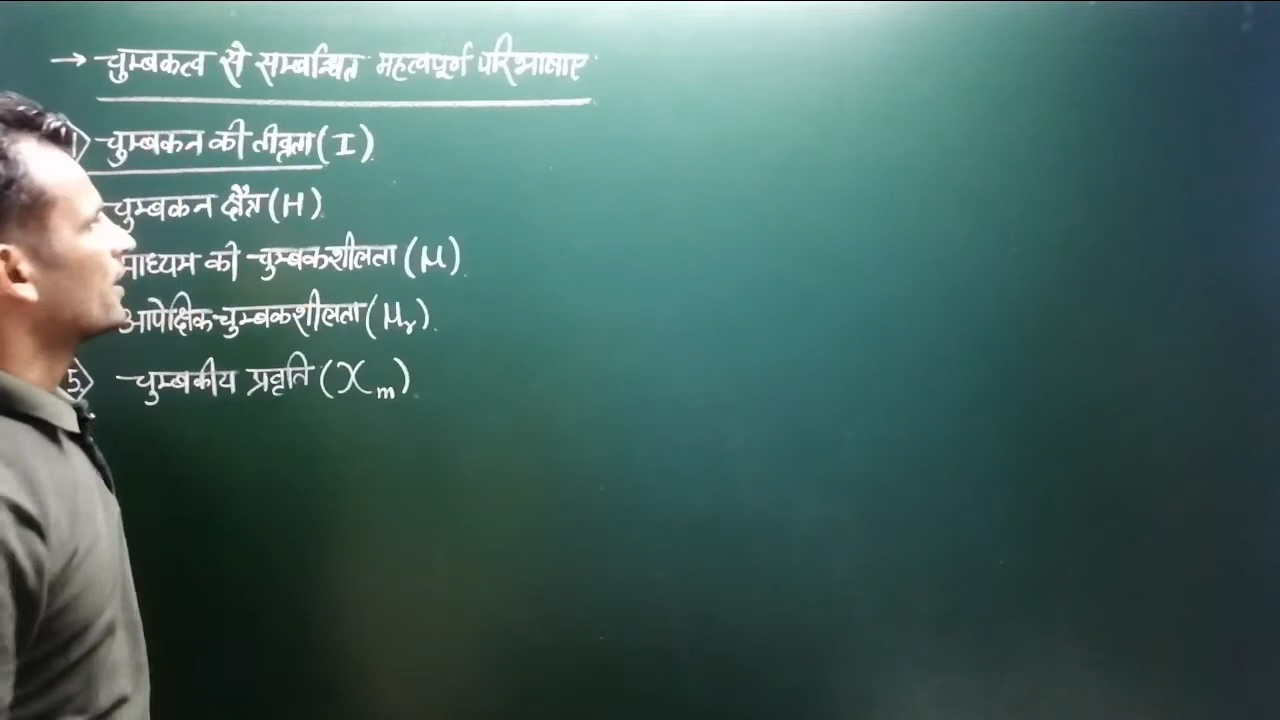 → चुम्बकत्व से सम्बन्धित महत्वपूर्ण परिभाषाए
1> चुम्बकन की तीव्रता (I).
चुम्बकन क्षैत्र (H).
माध्यम की चुम्बकशीलता (μ).
आपेक्षिक चुम्बकशीलता (μr).
5> चुम्बकीय प्रवृति (χm).